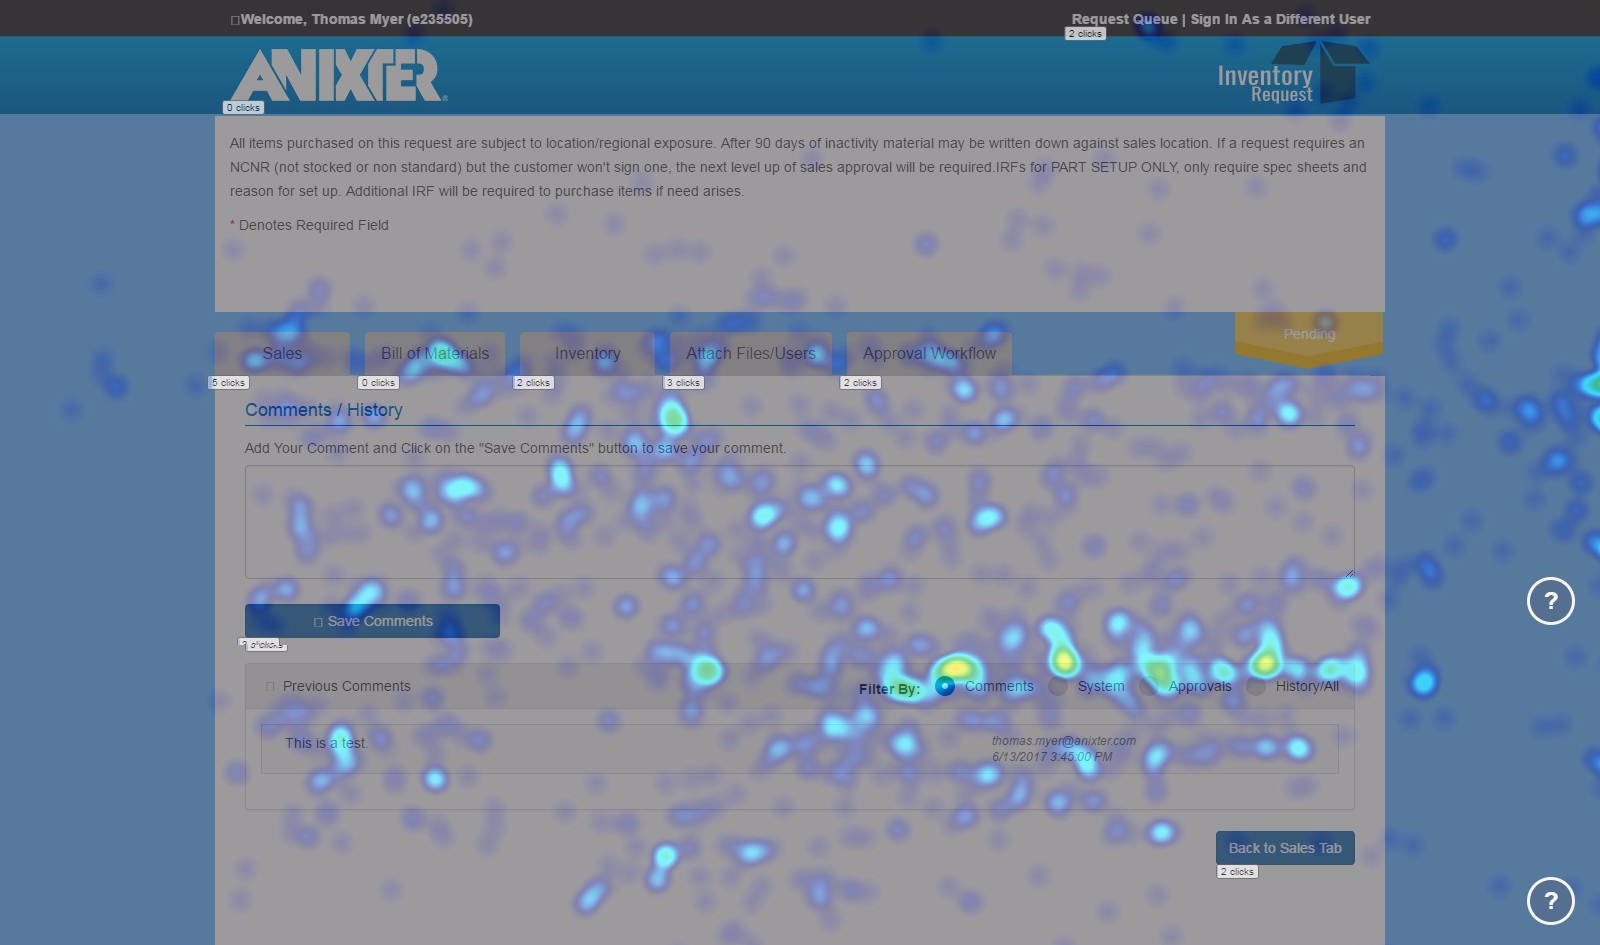 Welcome, Thomas Myer (e235505)
Request Queue | Sign In As a Different User
2 clicks
ANIXTER
Inventory
Request
0 clicks
All items purchased on this request are subject to location/regional exposure. After 90 days of inactivity material may be written down against sales location. If a request requires an
NCNR (not stocked or non standard) but the customer won't sign one, the next level up of sales approval will be required.IRFs for PART SETUP ONLY, only require spec sheets and
reason for set up. Additional IRF will be required to purchase items if need arises.
* Denotes Required Field
Pending
Sales
Bill of Materials
Inventory
Attach Files/Users
Approval Workflow
5 clicks
0 clicks
2 clicks
3 clicks
2 clicks
Comments / History
Add Your Comment and Click on the "Save Comments" button to save your comment.
?
Save Comments
Previous Comments
Filter By:
Comments
System
Approvals
History/All
This is a test.
thomas.myer@anixter.com
6/13/2017 3:45:00 PM
Back to Sales Tab
2 clicks
?